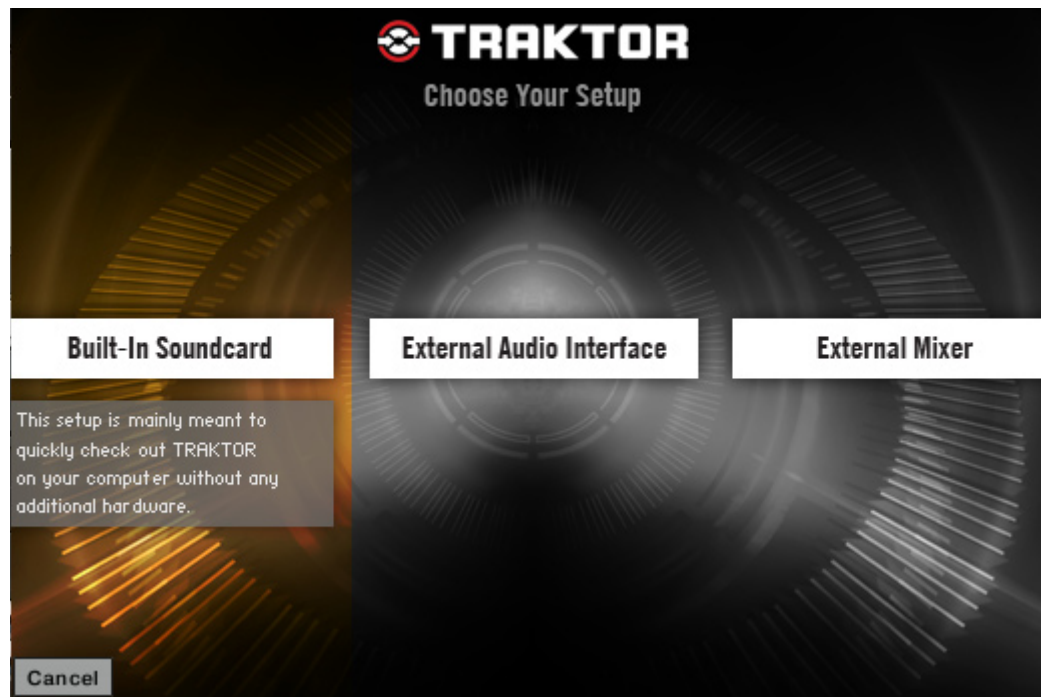 TRAKTOR
Choose Your Setup
Built-In Soundcard
External Audio Interface
External Mixer
This setup is mainly meant to
quickly check out TRAKTOR
on your computer without any
additional hardware.
Cancel